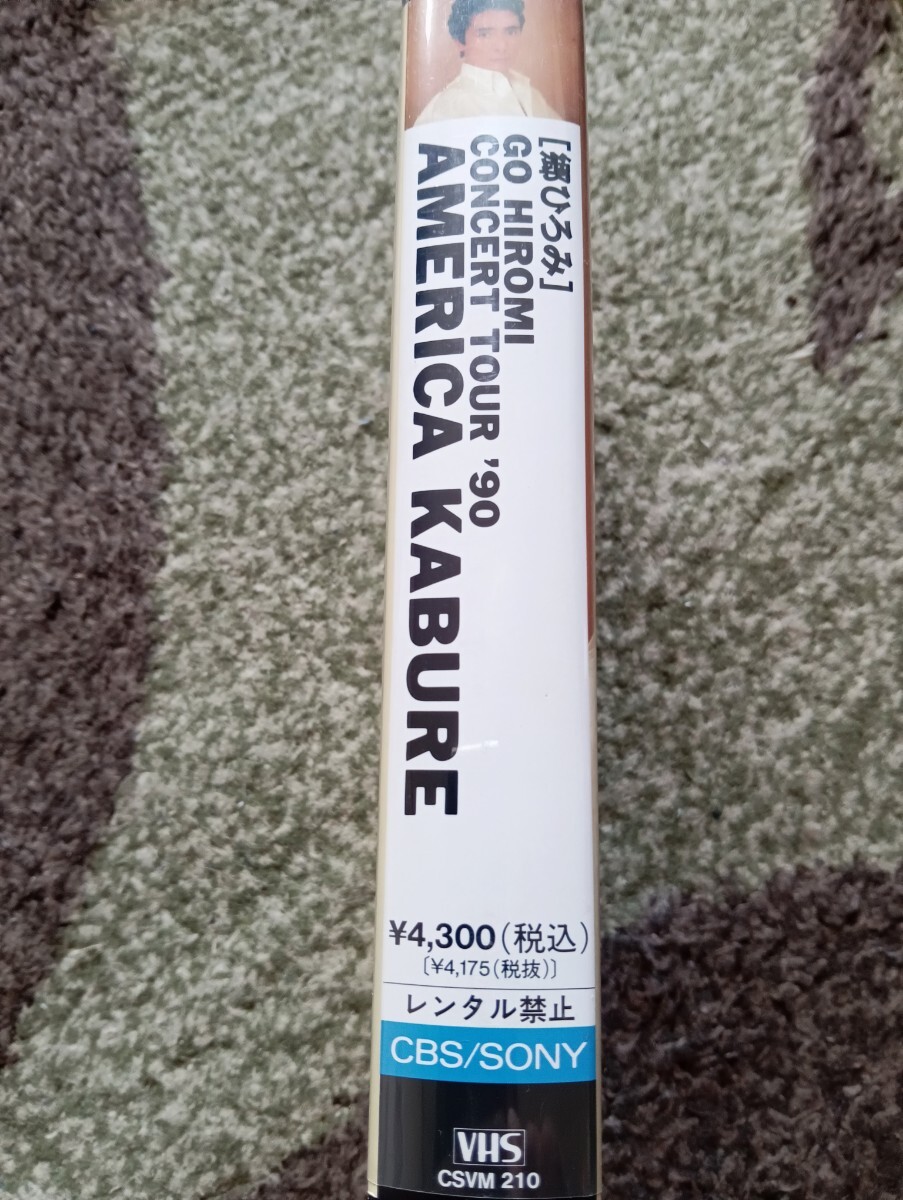 [郷ひろみ]
GO HIROMI
CONCERT TOUR '90
AMERICA KABURE
¥4,300(税込)
〔¥4,175(税抜)〕
レンタル禁止
CBS/SONY
VHS
CSVM 210